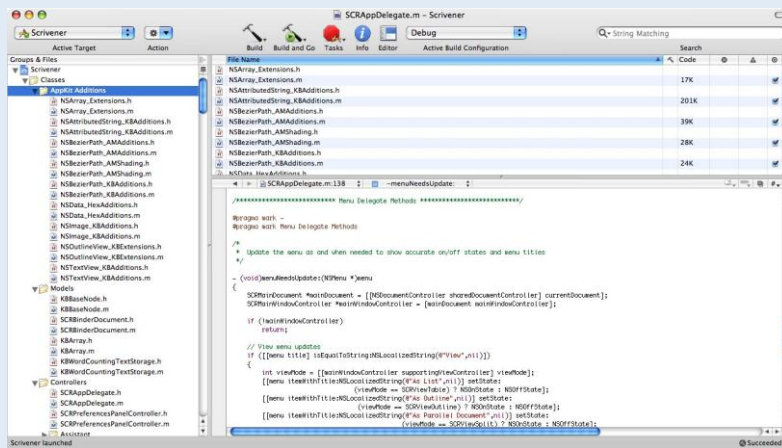 SCRAppDelegate.m – Scrivener
Scrivener
Debug
String Matching
Active Target
Action
Build
Build and Go
Tasks
Info
Editor
Active Build Configuration
Search
Groups & Files
Scrivener
Classes
AppKit Additions
NSArray_Extensions.h
NSArray_Extensions.m
NSAttributedString_KBAdditions.h
NSAttributedString_KBAdditions.m
NSBezierPath_AMAdditions.h
NSBezierPath_AMAdditions.m
NSBezierPath_AMShading.h
NSBezierPath_AMShading.m
NSBezierPath_KBAdditions.h
NSBezierPath_KBAdditions.m
NSData_HexAdditions.h
NSData_HexAdditions.m
NSImage_KBAdditions.h
NSImage_KBAdditions.m
NSOutlineView_KBExtensions.h
NSOutlineView_KBExtensions.m
NSTextView_KBAdditions.h
NSTextView_KBAdditions.m
Models
KBBaseNode.h
KBBaseNode.m
SCRBinderDocument.h
SCRBinderDocument.m
KBArray.h
KBArray.m
KBWordCountingTextStorage.h
KBWordCountingTextStorage.m
Controllers
SCRAppDelegate.h
SCRAppDelegate.m
SCRPreferencesPanelController.h
SCRPreferencesPanelController.m
Assistant
File Name
Code
NSArray_Extensions.h
NSArray_Extensions.m 17K
NSAttributedString_KBAdditions.h
NSAttributedString_KBAdditions.m 201K
NSBezierPath_AMAdditions.h
NSBezierPath_AMAdditions.m 39K
NSBezierPath_AMShading.h
NSBezierPath_AMShading.m 28K
NSBezierPath_KBAdditions.h
NSBezierPath_KBAdditions.m 24K
NSData_HexAdditions.h
SCRAppDelegate.m:138 -menuNeedsUpdate:
/*************************** Menu Delegate Methods ***************************/
#pragma mark -
#pragma mark Menu Delegate Methods
/*
* Update the menu as and when needed to show accurate on/off states and menu titles
*/
- (void)menuNeedsUpdate:(NSMenu *)menu
{
SCRMainDocument *mainDocument = [[NSDocumentController sharedDocumentController] currentDocument];
SCRMainWindowController *mainWindowController = [mainDocument mainWindowController];
if (!mainWindowController)
return;
// View menu updates
if ([[menu title] isEqualToString:NSLocalizedString(@"View",nil)])
{
int viewMode = [[mainWindowController supportingViewController] viewMode];
[[menu itemWithTitle:NSLocalizedString(@"As List",nil)] setState:
(viewMode == SCRViewTable) ? NSOnState : NSOffState];
[[menu itemWithTitle:NSLocalizedString(@"As Outline",nil)] setState:
(viewMode == SCRViewOutline) ? NSOnState : NSOffState];
[[menu itemWithTitle:NSLocalizedString(@"As Parallel Document",nil)] setState:
(viewMode == SCRViewSplit) ? NSOnState : NSOffState];
Scrivener launched
Succeeded